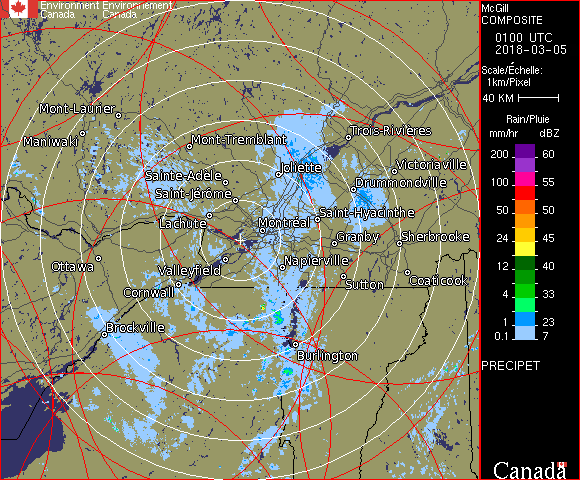 Environment Environnement
Canada Canada
McGill
COMPOSITE
0100 UTC
2018-03-05
Scale/Échelle:
1km/Pixel
40 KM
Rain/Pluie
mm/hr dBZ
200 60
100 55
50 50
24 45
12 40
4 33
1 23
0.1 7
PRECIPET
Canada
Mont-Laurier
Maniwaki
Mont-Tremblant
Trois-Rivières
Sainte-Adèle
Joliette
Victoriaville
Saint-Jérôme
Drummondville
Lachute
Montréal
Saint-Hyacinthe
Granby
Sherbrooke
Ottawa
Valleyfield
Napierville
Cornwall
Sutton
Coaticook
Brockville
Burlington